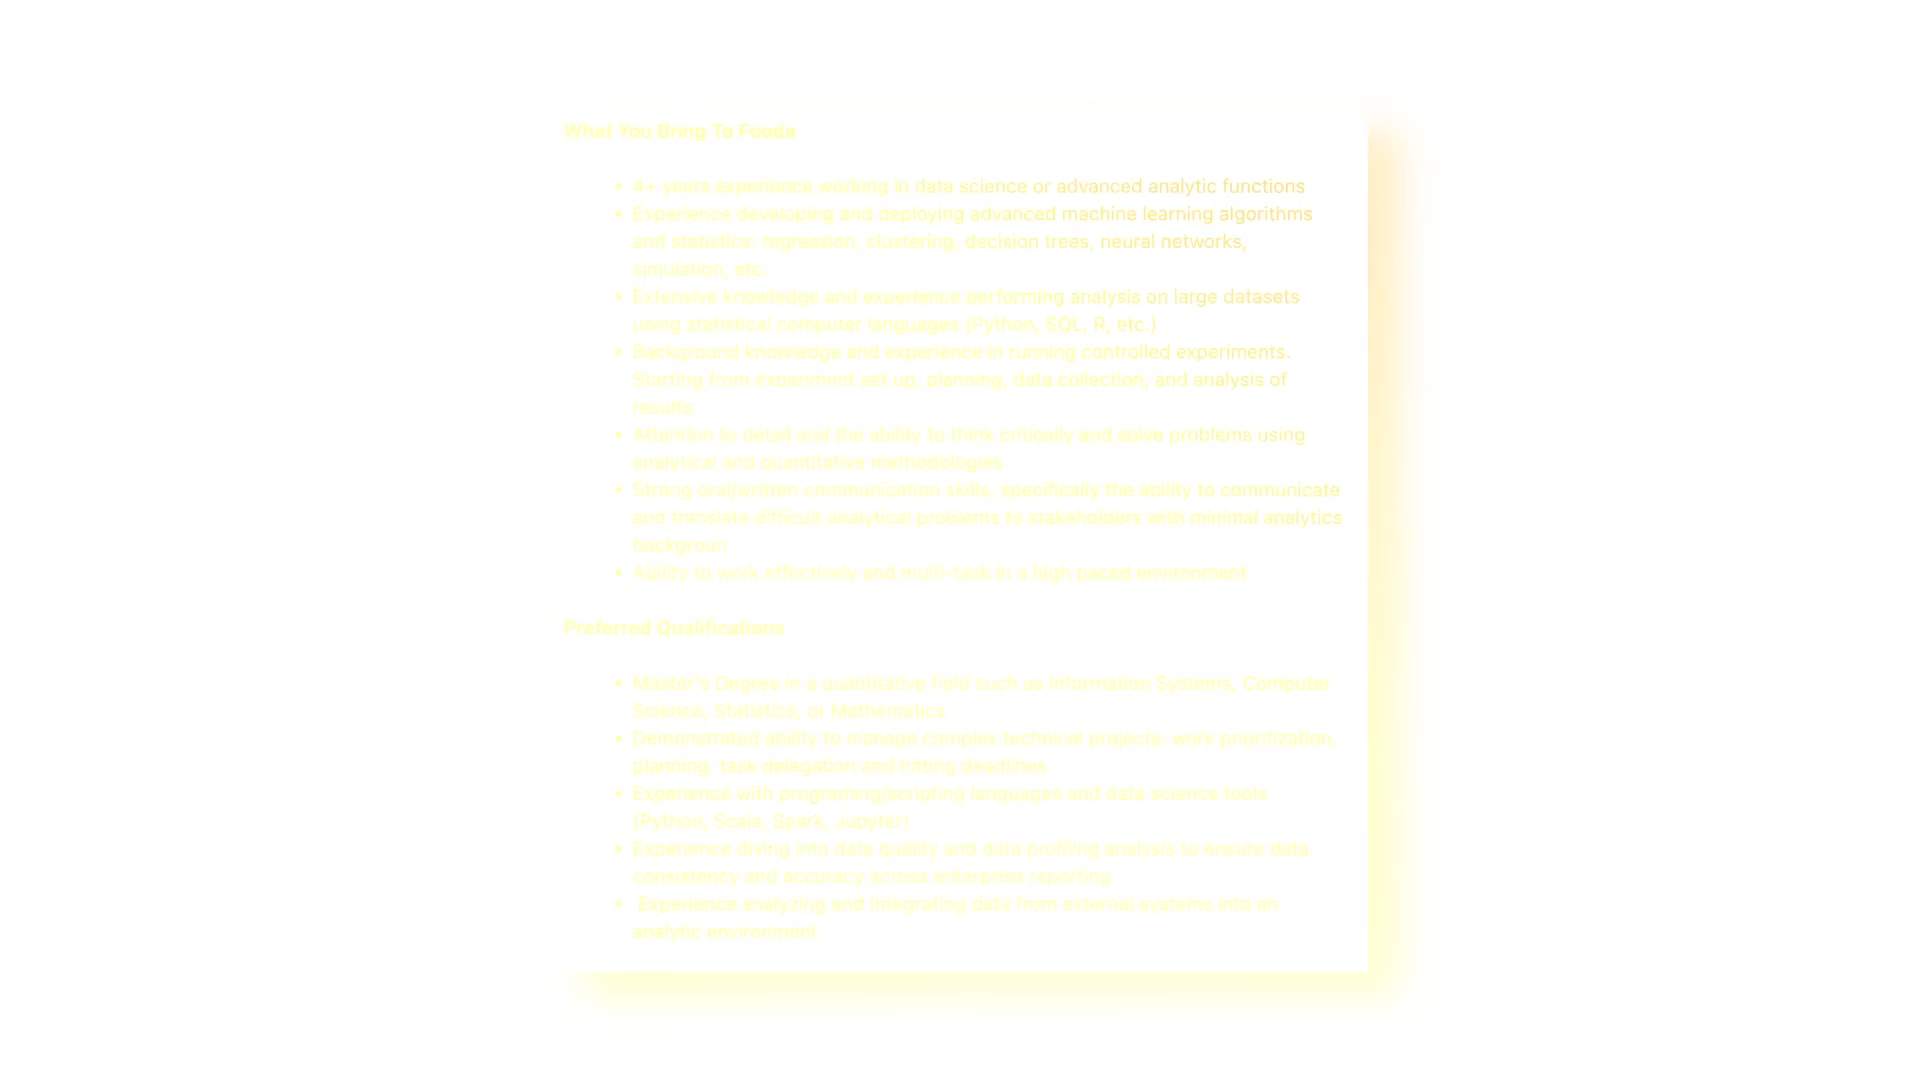 What You Bring To Fooda
• 4+ years experience working in data science or advanced analytic functions
• Experience developing and deploying advanced machine learning algorithms
and statistics: regression, clustering, decision trees, neural networks,
simulation, etc.
• Extensive knowledge and experience performing analysis on large datasets
using statistical computer languages (Python, SQL, R, etc.)
• Background knowledge and experience in running controlled experiments.
Starting from experiment set up, planning, data collection, and analysis of
results
• Attention to detail and the ability to think critically and solve problems using
analytical and quantitative methodologies
• Strong oral/written communication skills, specifically the ability to communicate
and translate difficult analytical problems to stakeholders with minimal analytics
backgroun
• Ability to work effectively and multi-task in a high paced environment
Preferred Qualifications
• Master's Degree in a quantitative field such as Information Systems, Computer
Science, Statistics, or Mathematics
• Demonstrated ability to manage complex technical projects: work prioritization,
planning, task delegation and hitting deadlines
• Experience with programing/scripting languages and data science tools
(Python, Scala, Spark, Jupyter)
• Experience diving into data quality and data profiling analysis to ensure data
consistency and accuracy across enterprise reporting
• Experience analyzing and integrating data from external systems into an
analytic environment